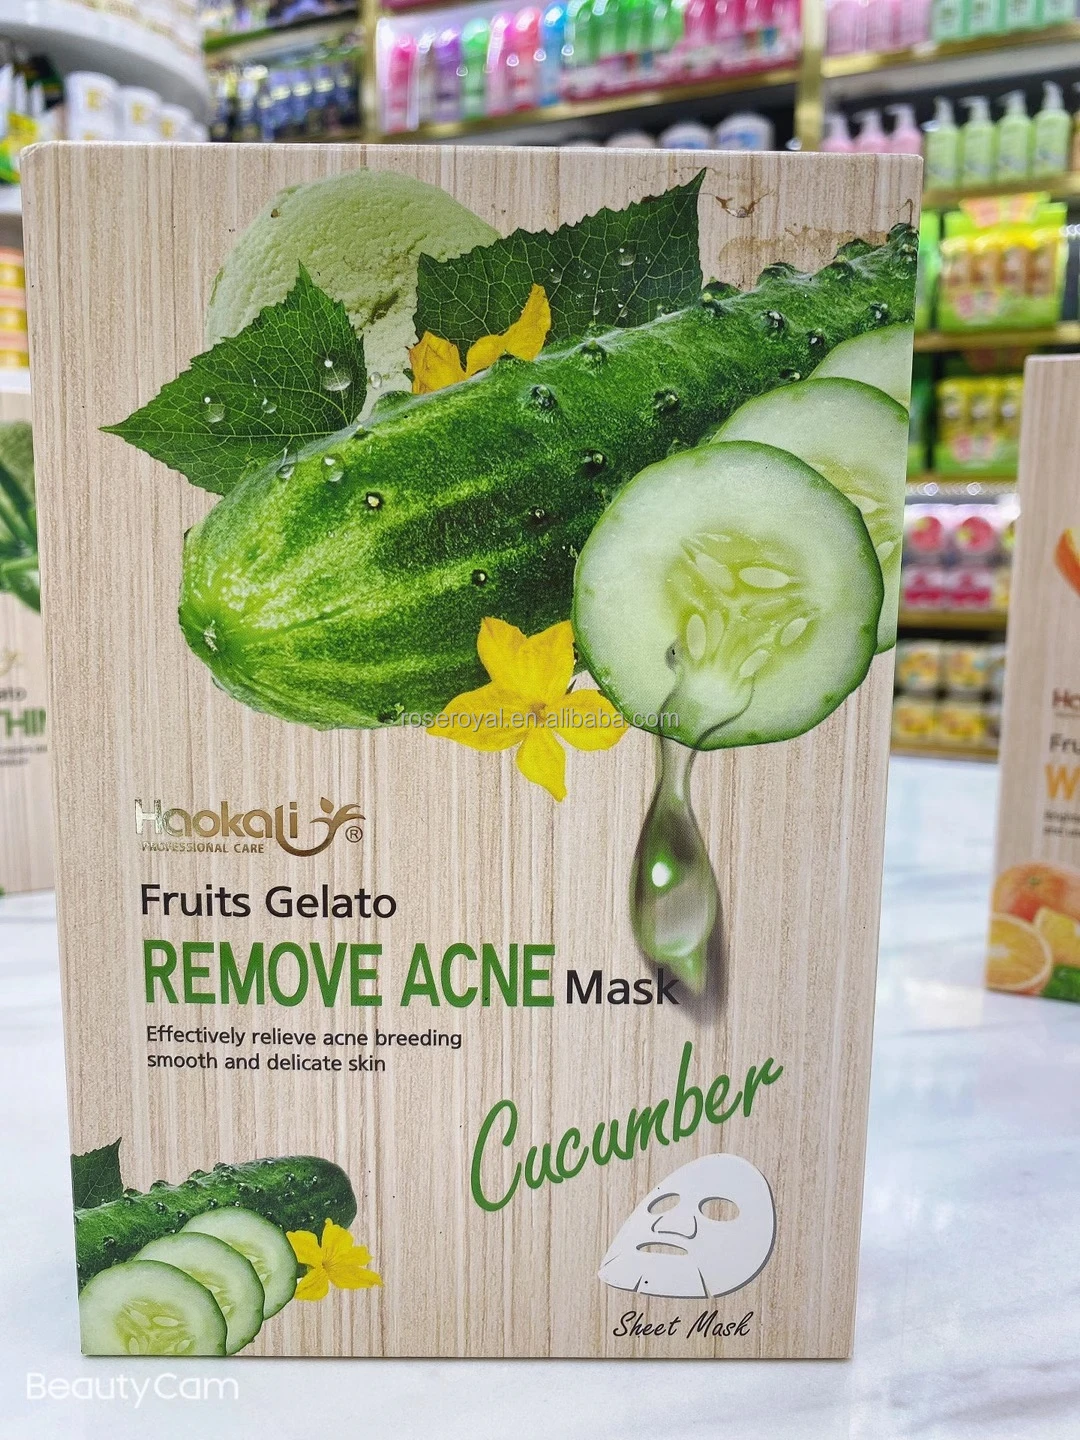 roseroyal.en.alibaba.com
Haokali ®
PROFESSIONAL CARE
Fruits Gelato
REMOVE ACNE Mask
Effectively relieve acne breeding
smooth and delicate skin
Cucumber
Sheet Mask
BeautyCam